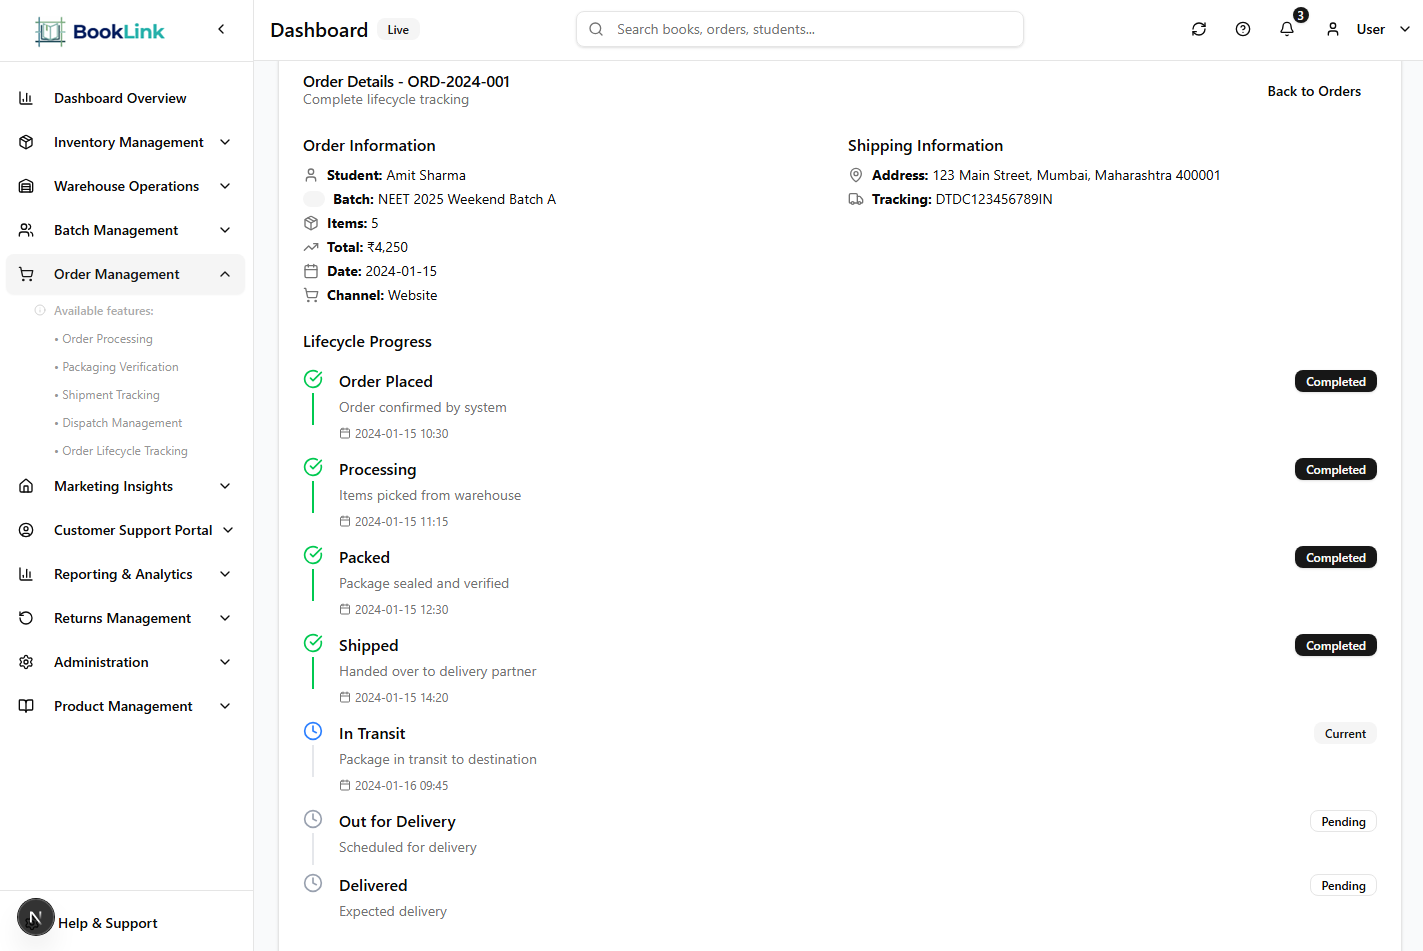 BookLink
Dashboard
Live
Search books, orders, students...
3
User
Dashboard Overview
Inventory Management
Warehouse Operations
Batch Management
Order Management
Available features:
• Order Processing
• Packaging Verification
• Shipment Tracking
• Dispatch Management
• Order Lifecycle Tracking
Marketing Insights
Customer Support Portal
Reporting & Analytics
Returns Management
Administration
Product Management
N
Help & Support
Order Details - ORD-2024-001
Complete lifecycle tracking
Back to Orders
Order Information
Student: Amit Sharma
Batch: NEET 2025 Weekend Batch A
Items: 5
Total: ₹4,250
Date: 2024-01-15
Channel: Website
Shipping Information
Address: 123 Main Street, Mumbai, Maharashtra 400001
Tracking: DTDC123456789IN
Lifecycle Progress
Order Placed
Completed
Order confirmed by system
2024-01-15 10:30
Processing
Completed
Items picked from warehouse
2024-01-15 11:15
Packed
Completed
Package sealed and verified
2024-01-15 12:30
Shipped
Completed
Handed over to delivery partner
2024-01-15 14:20
In Transit
Current
Package in transit to destination
2024-01-16 09:45
Out for Delivery
Pending
Scheduled for delivery
Delivered
Pending
Expected delivery